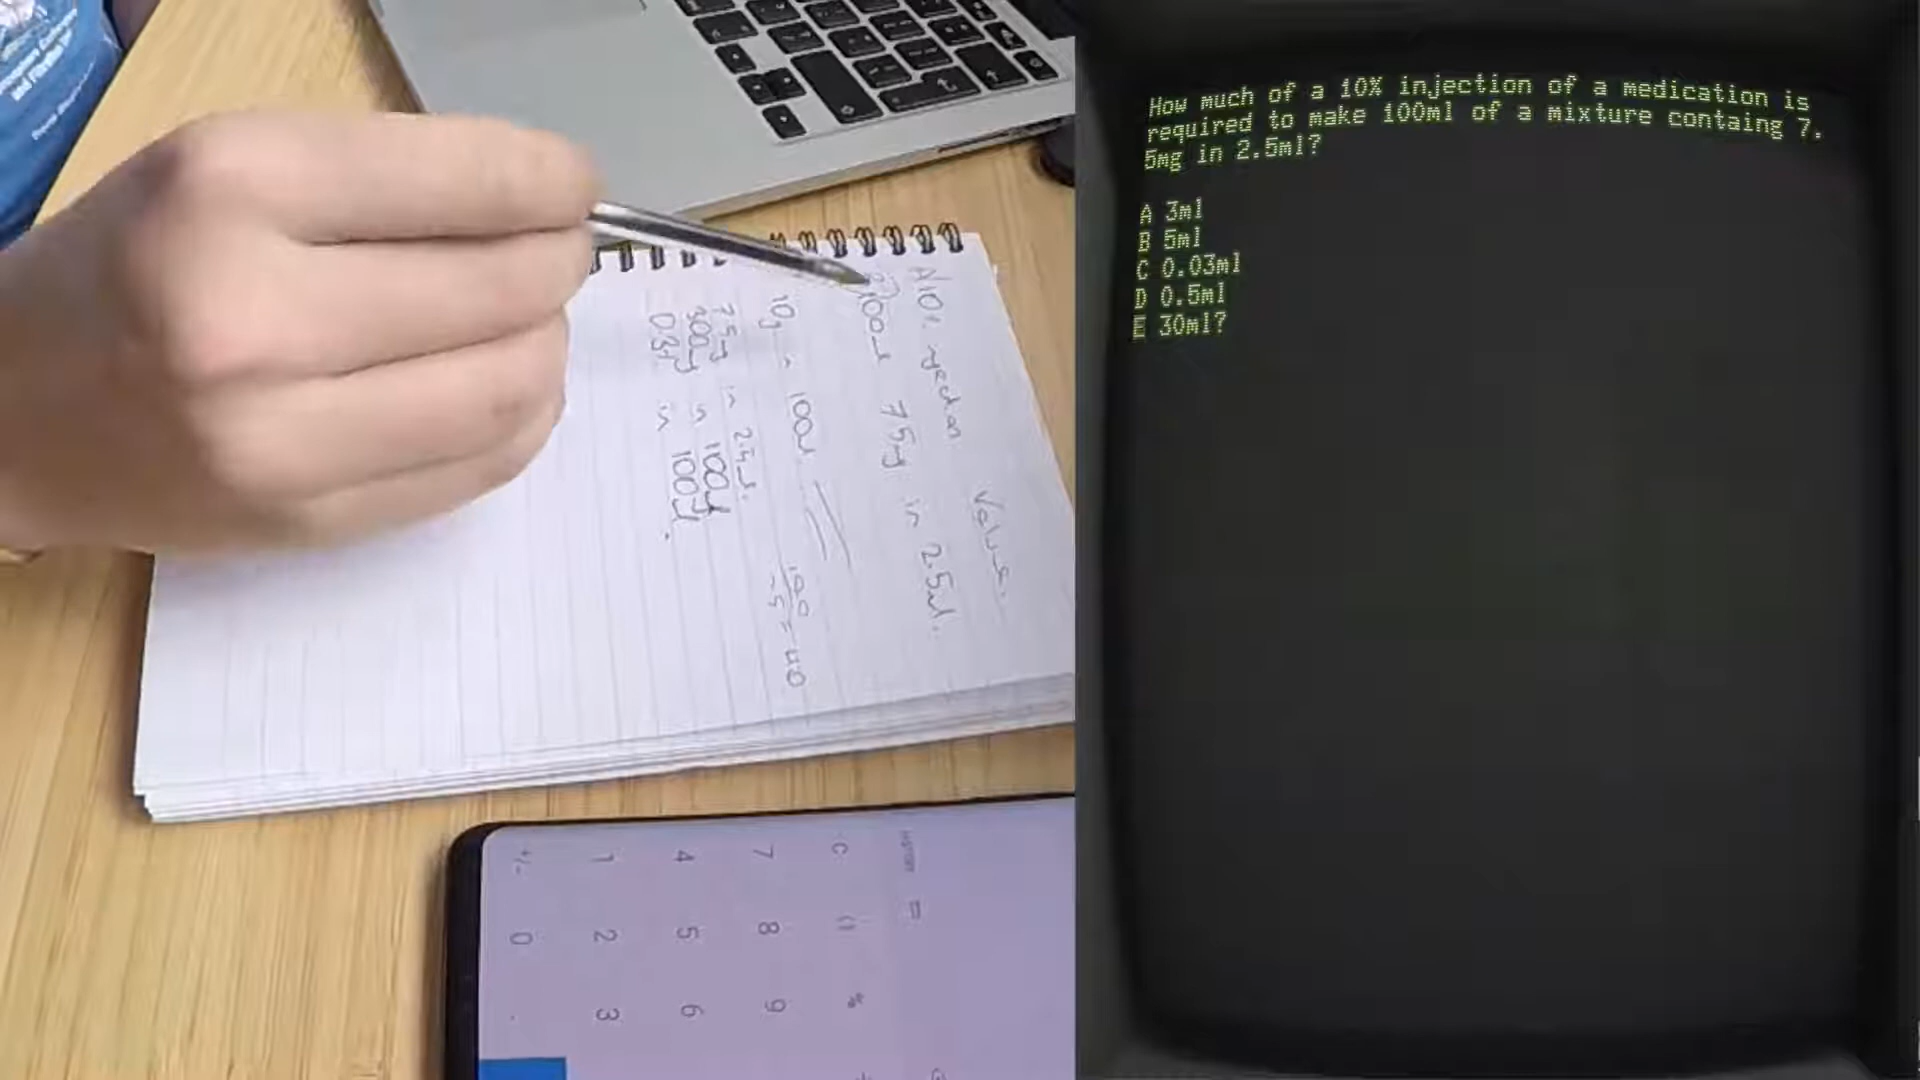 How much of a 10% injection of a medication is
required to make 100ml of a mixture containg 7.
5mg in 2.5ml?
A 3ml
B 5ml
C 0.03ml
D 0.5ml
E 30ml?
10%
100ml 7.5mg in 2.5ml.
10g in 100ml
7.5mg in 2.5ml.
300mg in 100ml
in 100ml.
100
2.5 = 40
and Filtration
HISTORY =
C () %
7 8 9
4 5 6
1 2 3
+/- 0 .